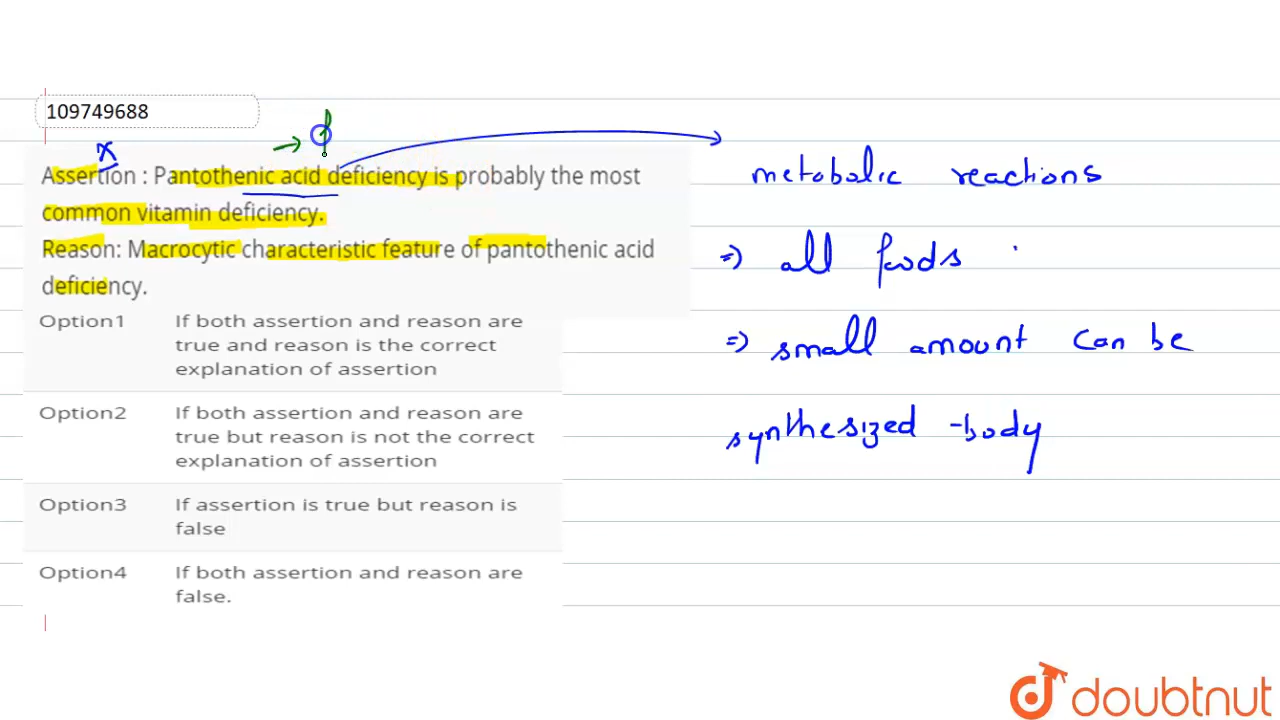 109749688
x
Assertion : Pantothenic acid deficiency is probably the most
common vitamin deficiency.
Reason: Macrocytic characteristic feature of pantothenic acid
deficiency.
Option1 If both assertion and reason are
true and reason is the correct
explanation of assertion
Option2 If both assertion and reason are
true but reason is not the correct
explanation of assertion
Option3 If assertion is true but reason is
false
Option4 If both assertion and reason are
false.
metabolic reactions
⇒ all foods
⇒ small amount can be
synthesized -body
doubtnut